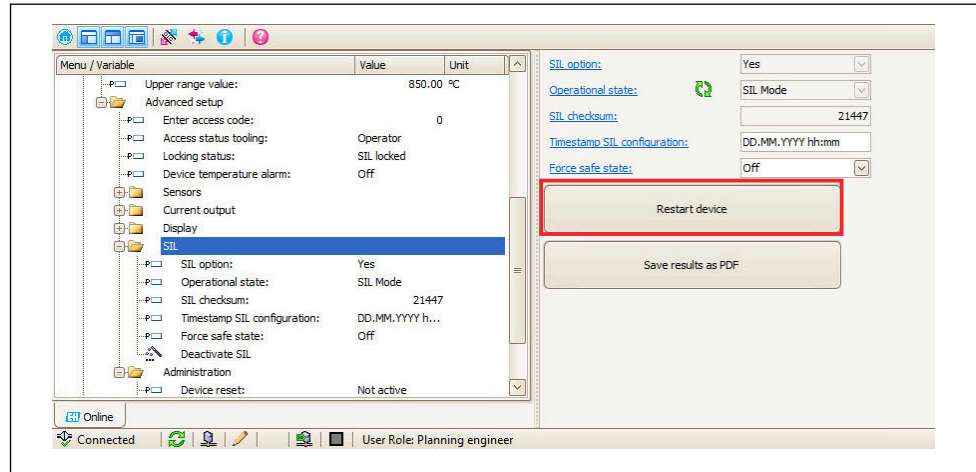 Menu / Variable Value Unit
Upper range value: 850.00 °C
Advanced setup
Enter access code: 0
Access status tooling: Operator
Locking status: SIL locked
Device temperature alarm: Off
Sensors
Current output
Display
SIL
SIL option: Yes
Operational state: SIL Mode
SIL checksum: 21447
Timestamp SIL configuration: DD.MM.YYYY h...
Force safe state: Off
Deactivate SIL
Administration
Device reset: Not active
Online
SIL option: Yes
Operational state: SIL Mode
SIL checksum: 21447
Timestamp SIL configuration: DD.MM.YYYY hh:mm
Force safe state: Off
Restart device
Save results as PDF
Connected User Role: Planning engineer